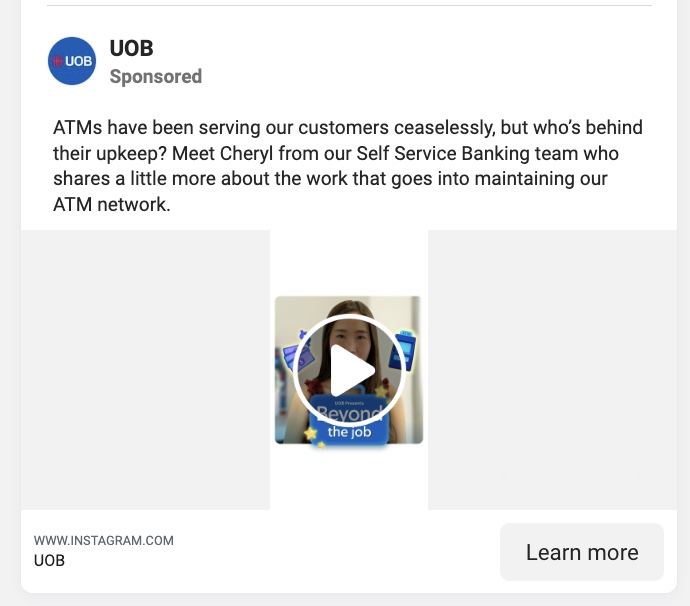 UOB
UOB
Sponsored
ATMs have been serving our customers ceaselessly, but who’s behind
their upkeep? Meet Cheryl from our Self Service Banking team who
shares a little more about the work that goes into maintaining our
ATM network.
UOB Presents
Beyond
the job
WWW.INSTAGRAM.COM
UOB
Learn more